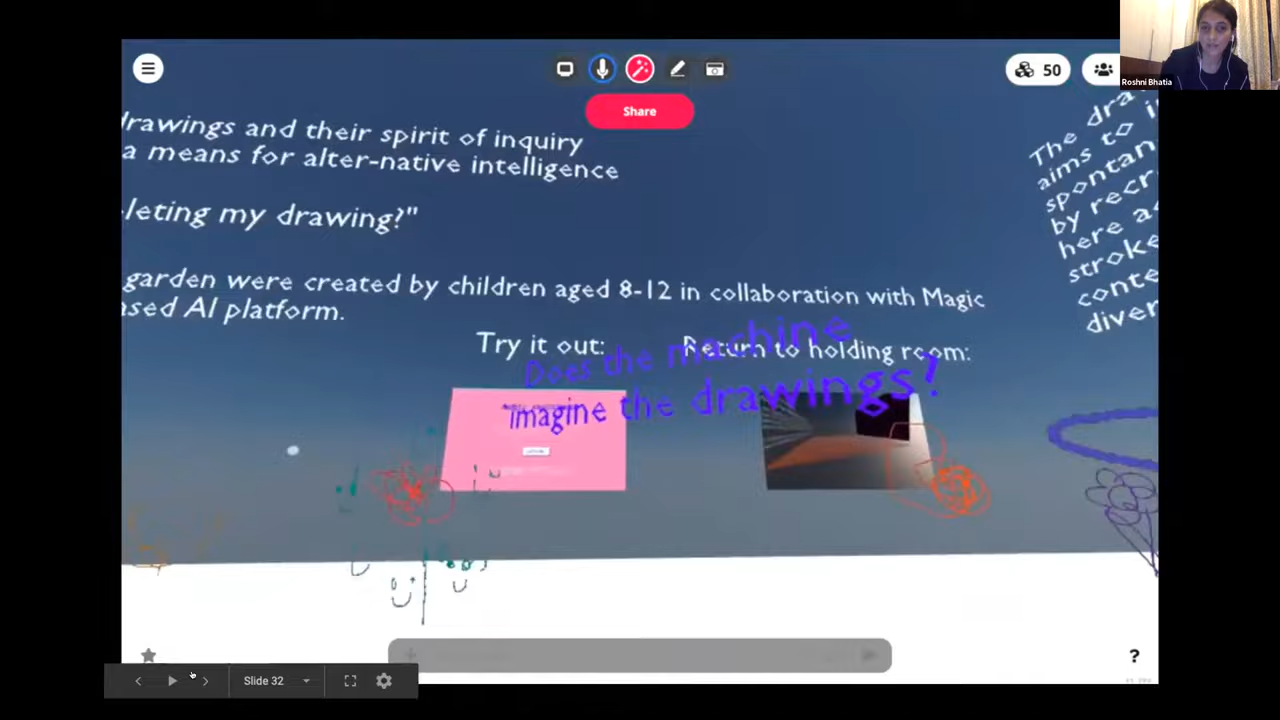 Roshni Bhatia
50
Share
drawings and their spirit of inquiry
a means for alter-native intelligence
leting my drawing?"
garden were created by children aged 8-12 in collaboration with Magic
ased AI platform.
Try it out:
Return to holding room:
Does the machine
imagine the drawings?
The dra
aims to i
spontan
by recr
here a
stroke
conte
diver
?
Slide 32